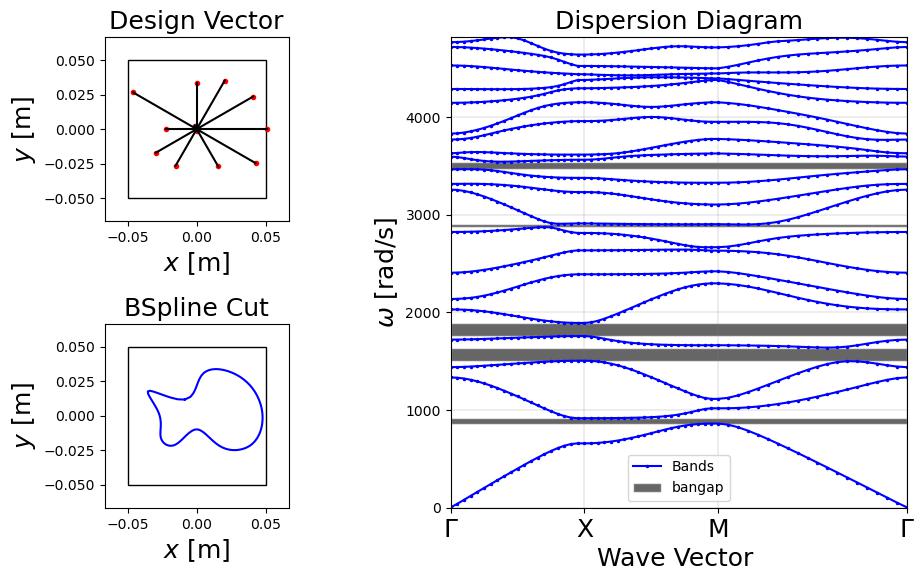 Design Vector
0.050
0.025
0.000
−0.025
−0.050
y [m]
−0.05
0.00
0.05
x [m]
BSpline Cut
0.050
0.025
0.000
−0.025
−0.050
y [m]
−0.05
0.00
0.05
x [m]
Dispersion Diagram
4000
3000
2000
1000
0
ω [rad/s]
Bands
bangap
Γ
X
M
Γ
Wave Vector